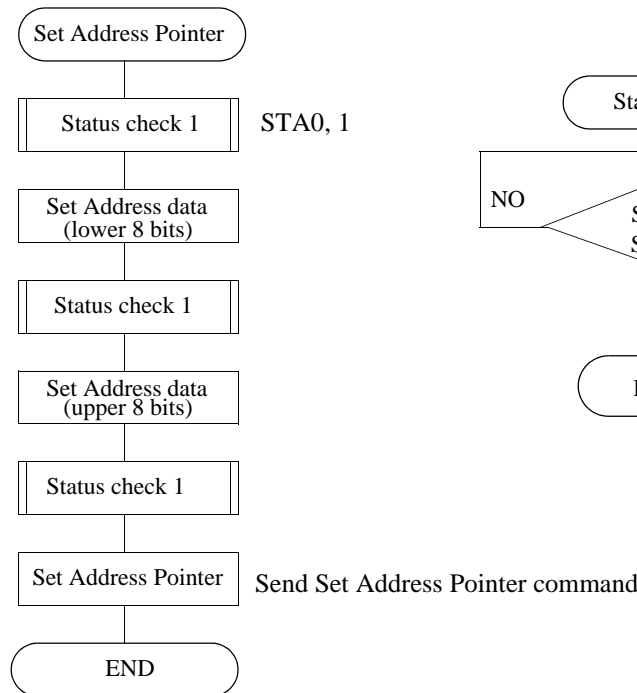 Set Address Pointer
Status check 1
STA0, 1
Set Address data
(lower 8 bits)
Status check 1
Set Address data
(upper 8 bits)
Status check 1
Set Address Pointer
Send Set Address Pointer command
END
NO